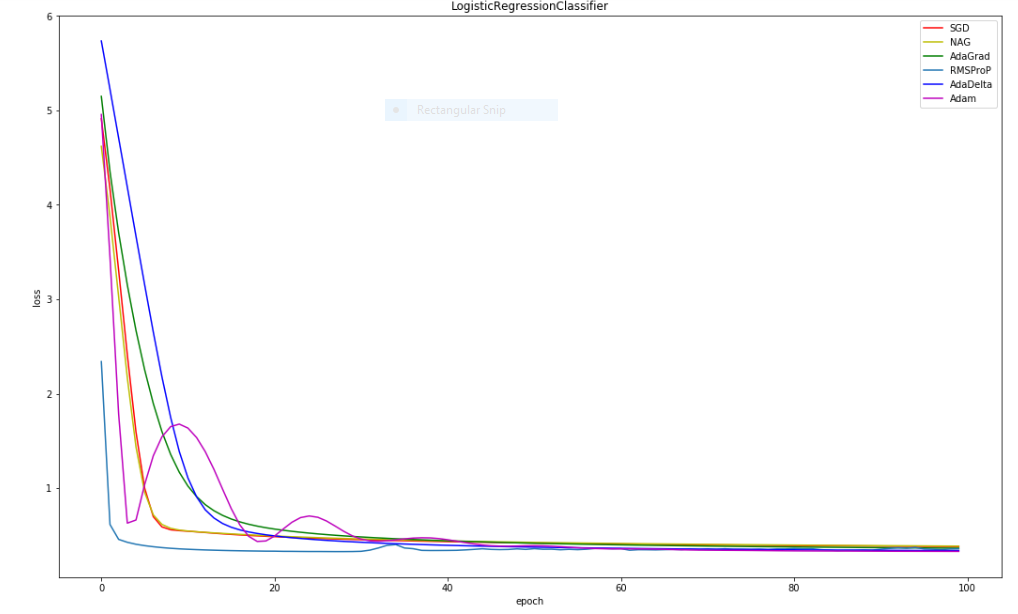 LogisticRegressionClassifier
6
5
4
3
2
1
loss
0 20 40 60 80 100
epoch
SGD
NAG
AdaGrad
RMSProP
AdaDelta
Adam
Rectangular Snip